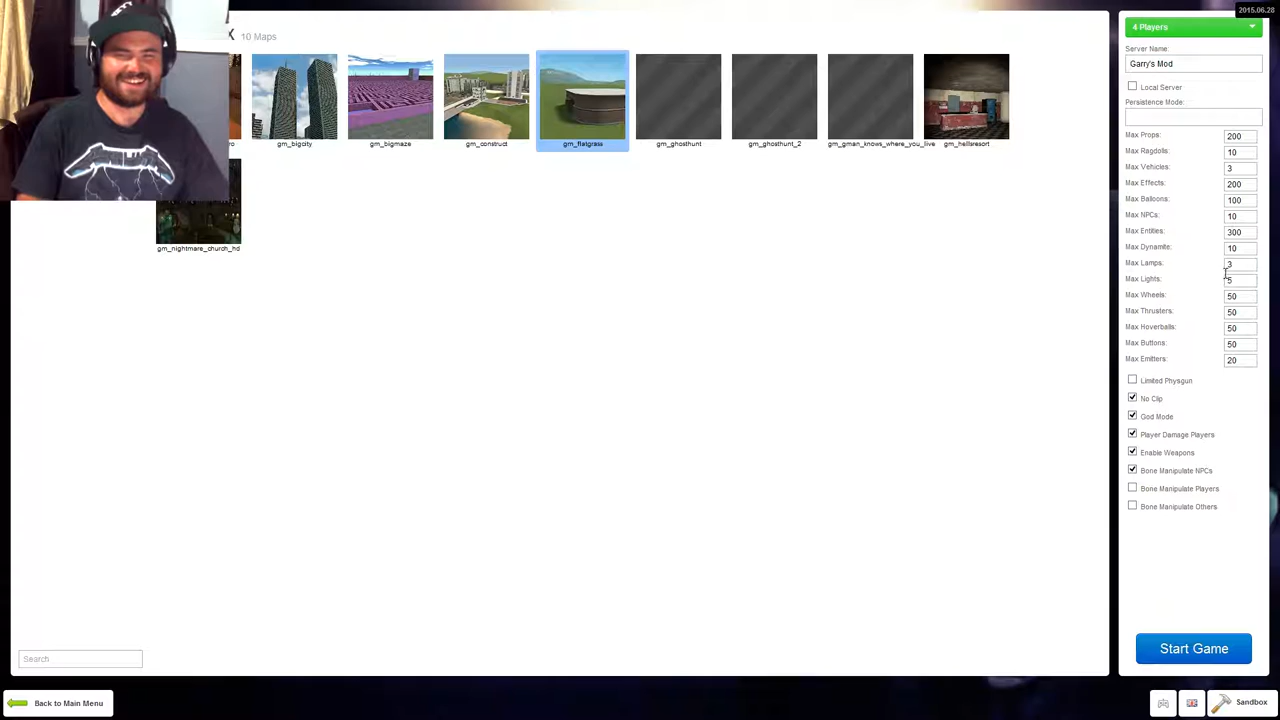 2015.06.28
X 10 Maps
gm_bigcity
gm_bigmaze
gm_construct
gm_flatgrass
gm_ghosthunt
gm_ghosthunt_2
gm_gman_knows_where_you_live
gm_hellsresort
gm_nightmare_church_hd
4 Players
Server Name:
Garry's Mod
Local Server
Persistence Mode:
Max Props: 200
Max Ragdolls: 10
Max Vehicles: 3
Max Effects: 200
Max Balloons: 100
Max NPCs: 10
Max Entities: 300
Max Dynamite: 10
Max Lamps: 3
Max Lights: 5
Max Wheels: 50
Max Thrusters: 50
Max Hoverballs: 50
Max Buttons: 50
Max Emitters: 20
Limited Physgun
No Clip
God Mode
Player Damage Players
Enable Weapons
Bone Manipulate NPCs
Bone Manipulate Players
Bone Manipulate Others
Start Game
Search
Back to Main Menu
Sandbox